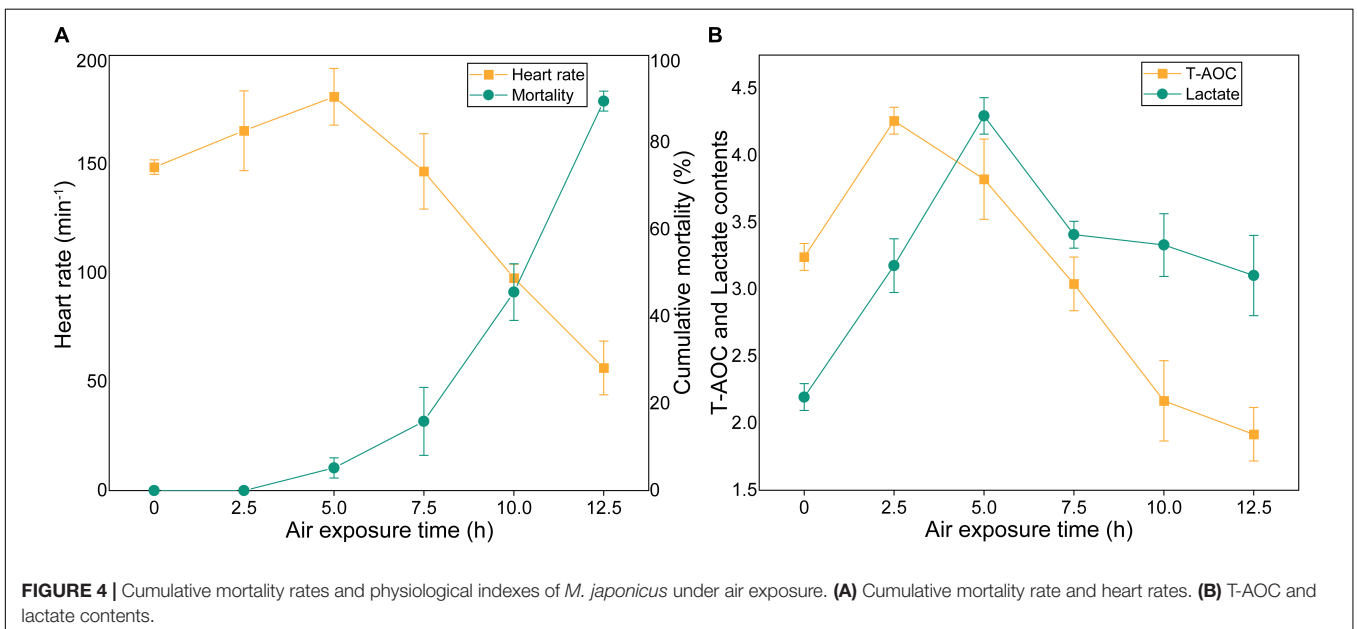 A
B
200
150
100
50
0
Heart rate (min-1)
100
80
60
40
20
0
Cumulative mortality (%)
Heart rate
Mortality
0 2.5 5.0 7.5 10.0 12.5
Air exposure time (h)
4.5
4.0
3.5
3.0
2.5
2.0
1.5
T-AOC and Lactate contents
T-AOC
Lactate
0 2.5 5.0 7.5 10.0 12.5
Air exposure time (h)
FIGURE 4 | Cumulative mortality rates and physiological indexes of M. japonicus under air exposure. (A) Cumulative mortality rate and heart rates. (B) T-AOC and
lactate contents.